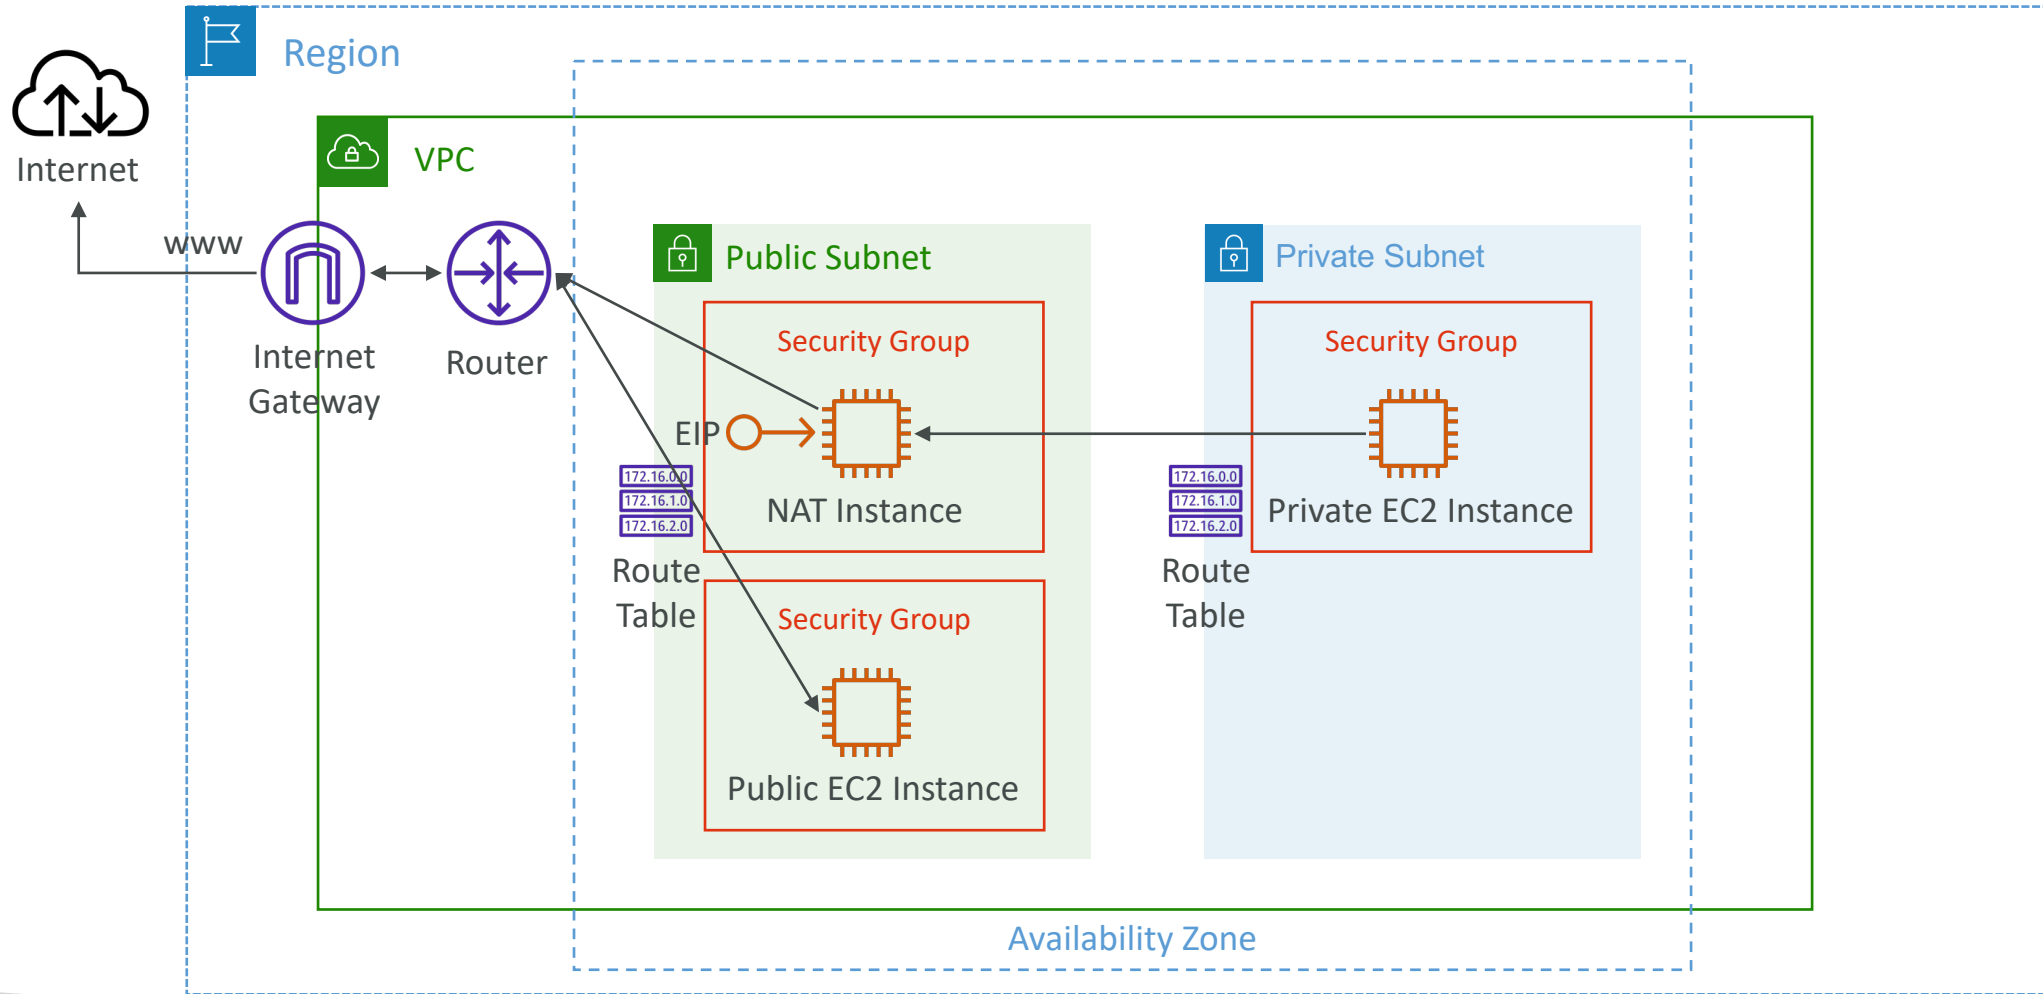 Region
Internet
VPC
www
Internet
Gateway
Router
Public Subnet
Security Group
EIP
NAT Instance
172.16.0.0
172.16.1.0
172.16.2.0
Route
Table
Security Group
Public EC2 Instance
Private Subnet
Security Group
Private EC2 Instance
172.16.0.0
172.16.1.0
172.16.2.0
Route
Table
Availability Zone